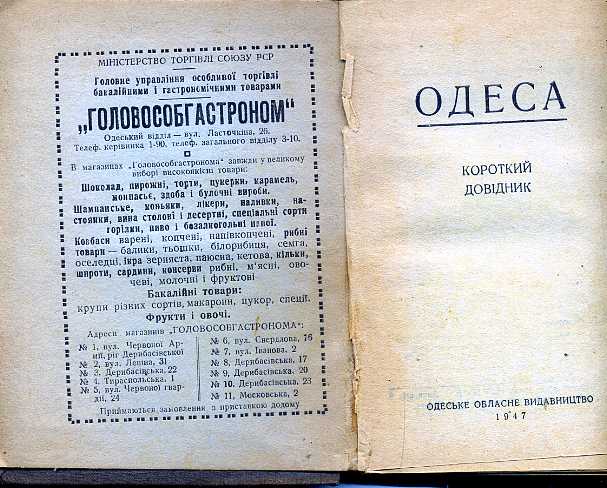 МІНІСТЕРСТВО ТОРГІВЛІ СОЮЗУ РСР
Головне управління особливої торгівлі
бакалійними і гастрономічними товарами
„ГОЛОВОСОБГАСТРОНОМ“
Одеський відділ — вул. Ласточкіна, 26.
Телеф. керівника 1-90, телеф. загального відділу 3-10.
В магазинах „Головособгастронома“ завжди у великому
виборі високоякісні товари:
Шоколад, пирожні, торти, цукерки, карамель,
монпасьє, здоба і булочні вироби.
Шампанське, коньяки, лікери, наливки, на-
стоянки, вина столові і десертні, спеціальні сорти
горілки, пиво і безалкогольні напої.
Ковбаси варені, копчені, напівкопчені, рибні
товари — балики, тьошки, білорибиця, семга,
оселедці, ікра зерниста, паюсна, кетова, кільки,
шпроти, сардини, консерви рибні, м'ясні, ово-
чеві, молочні і фруктові
Бакалійні товари:
крупи різних сортів, макарони, цукор, спеції.
Фрукти і овочі.
Адреси магазинів „ГОЛОВОСОБГАСТРОНОМА“:
№ 1, вул. Червоної Ар-
мії, ріг Дерибасівської
№ 2, вул. Леніна, 31
№ 3, Дерибасівська, 22
№ 4, Тираспольська, 1
№ 5, вул. Червоної гвар-
дії, 24
№ 6, вул. Свердлова, 76
№ 7, вул. Іванова, 2
№ 8, Дерибасівська, 17
№ 9, Дерибасівська, 20
№ 10, Дерибасівська, 23
№ 11, Московська, 2
Приймаються замовлення з приставкою додому
ОДЕСА
КОРОТКИЙ
ДОВІДНИК
ОДЕСЬКЕ ОБЛАСНЕ ВИДАВНИЦТВО
1947